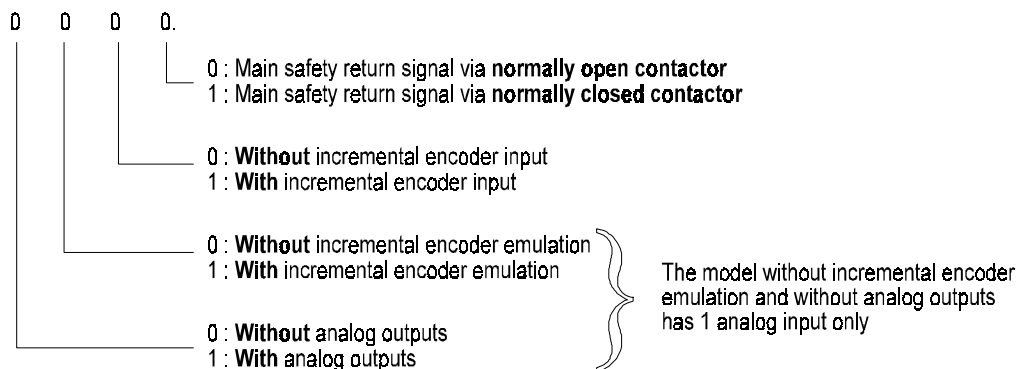 0 0 0 0.
0 : Main safety return signal via normally open contactor
1 : Main safety return signal via normally closed contactor
0 : Without incremental encoder input
1 : With incremental encoder input
0 : Without incremental encoder emulation
1 : With incremental encoder emulation
The model without incremental encoder
emulation and without analog outputs
has 1 analog input only
0 : Without analog outputs
1 : With analog outputs